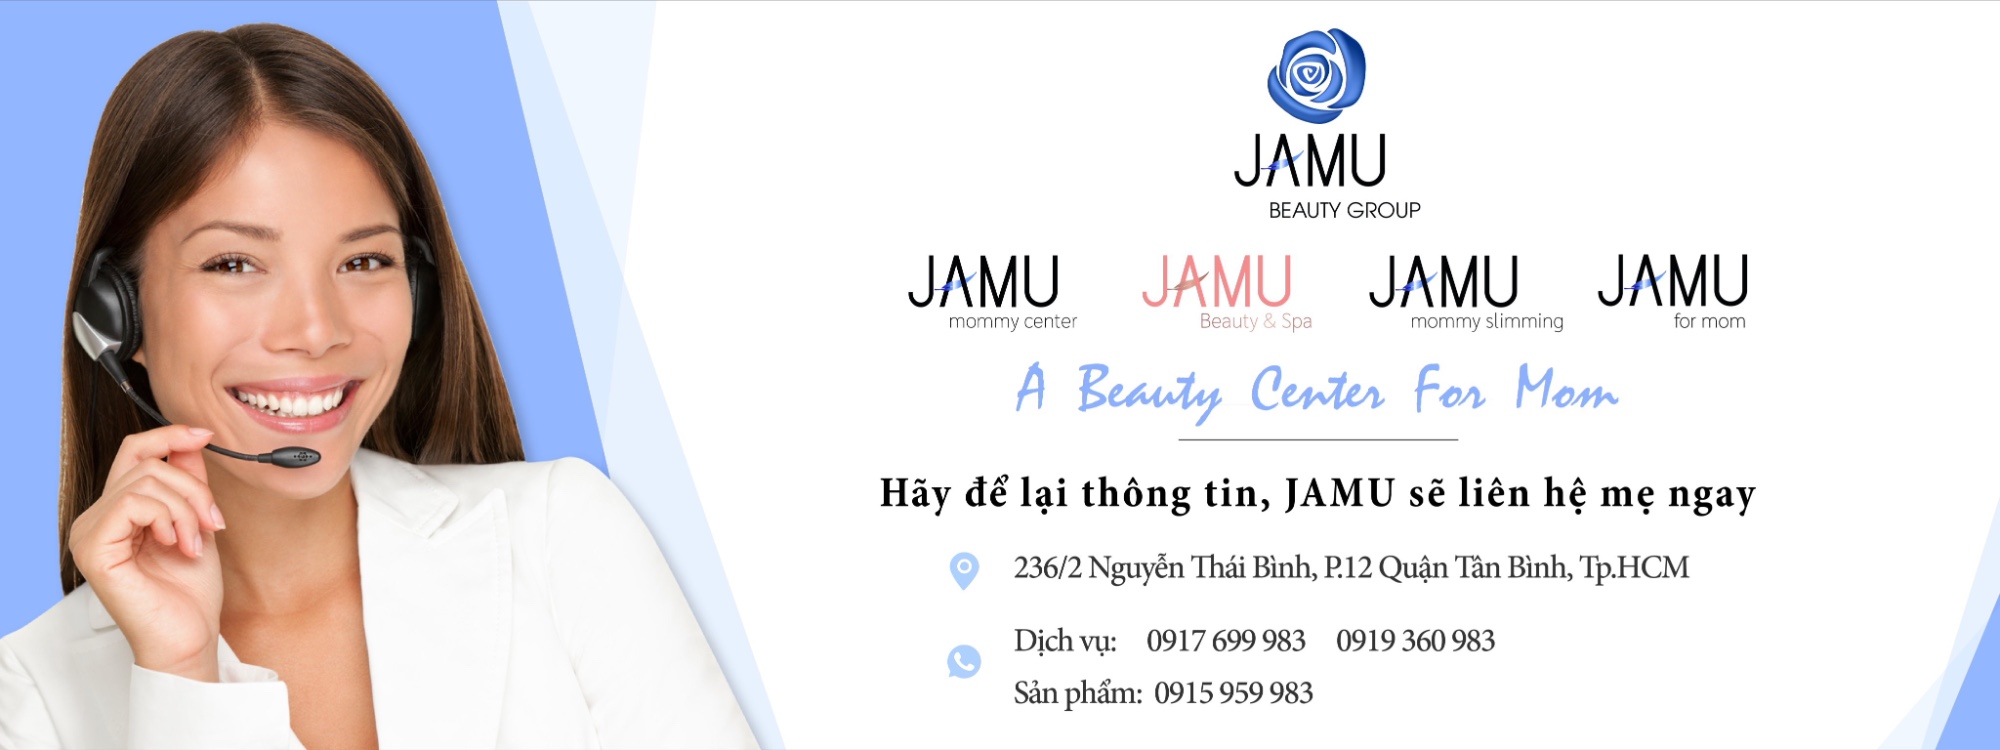 JAMU
BEAUTY GROUP
JAMU
mommy center
JAMU
Beauty & Spa
JAMU
mommy slimming
JAMU
for mom
A Beauty Center For Mom
Hãy để lại thông tin, JAMU sẽ liên hệ mẹ ngay
236/2 Nguyễn Thái Bình, P.12 Quận Tân Bình, Tp.HCM
Dịch vụ: 0917 699 983 0919 360 983
Sản phẩm: 0915 959 983